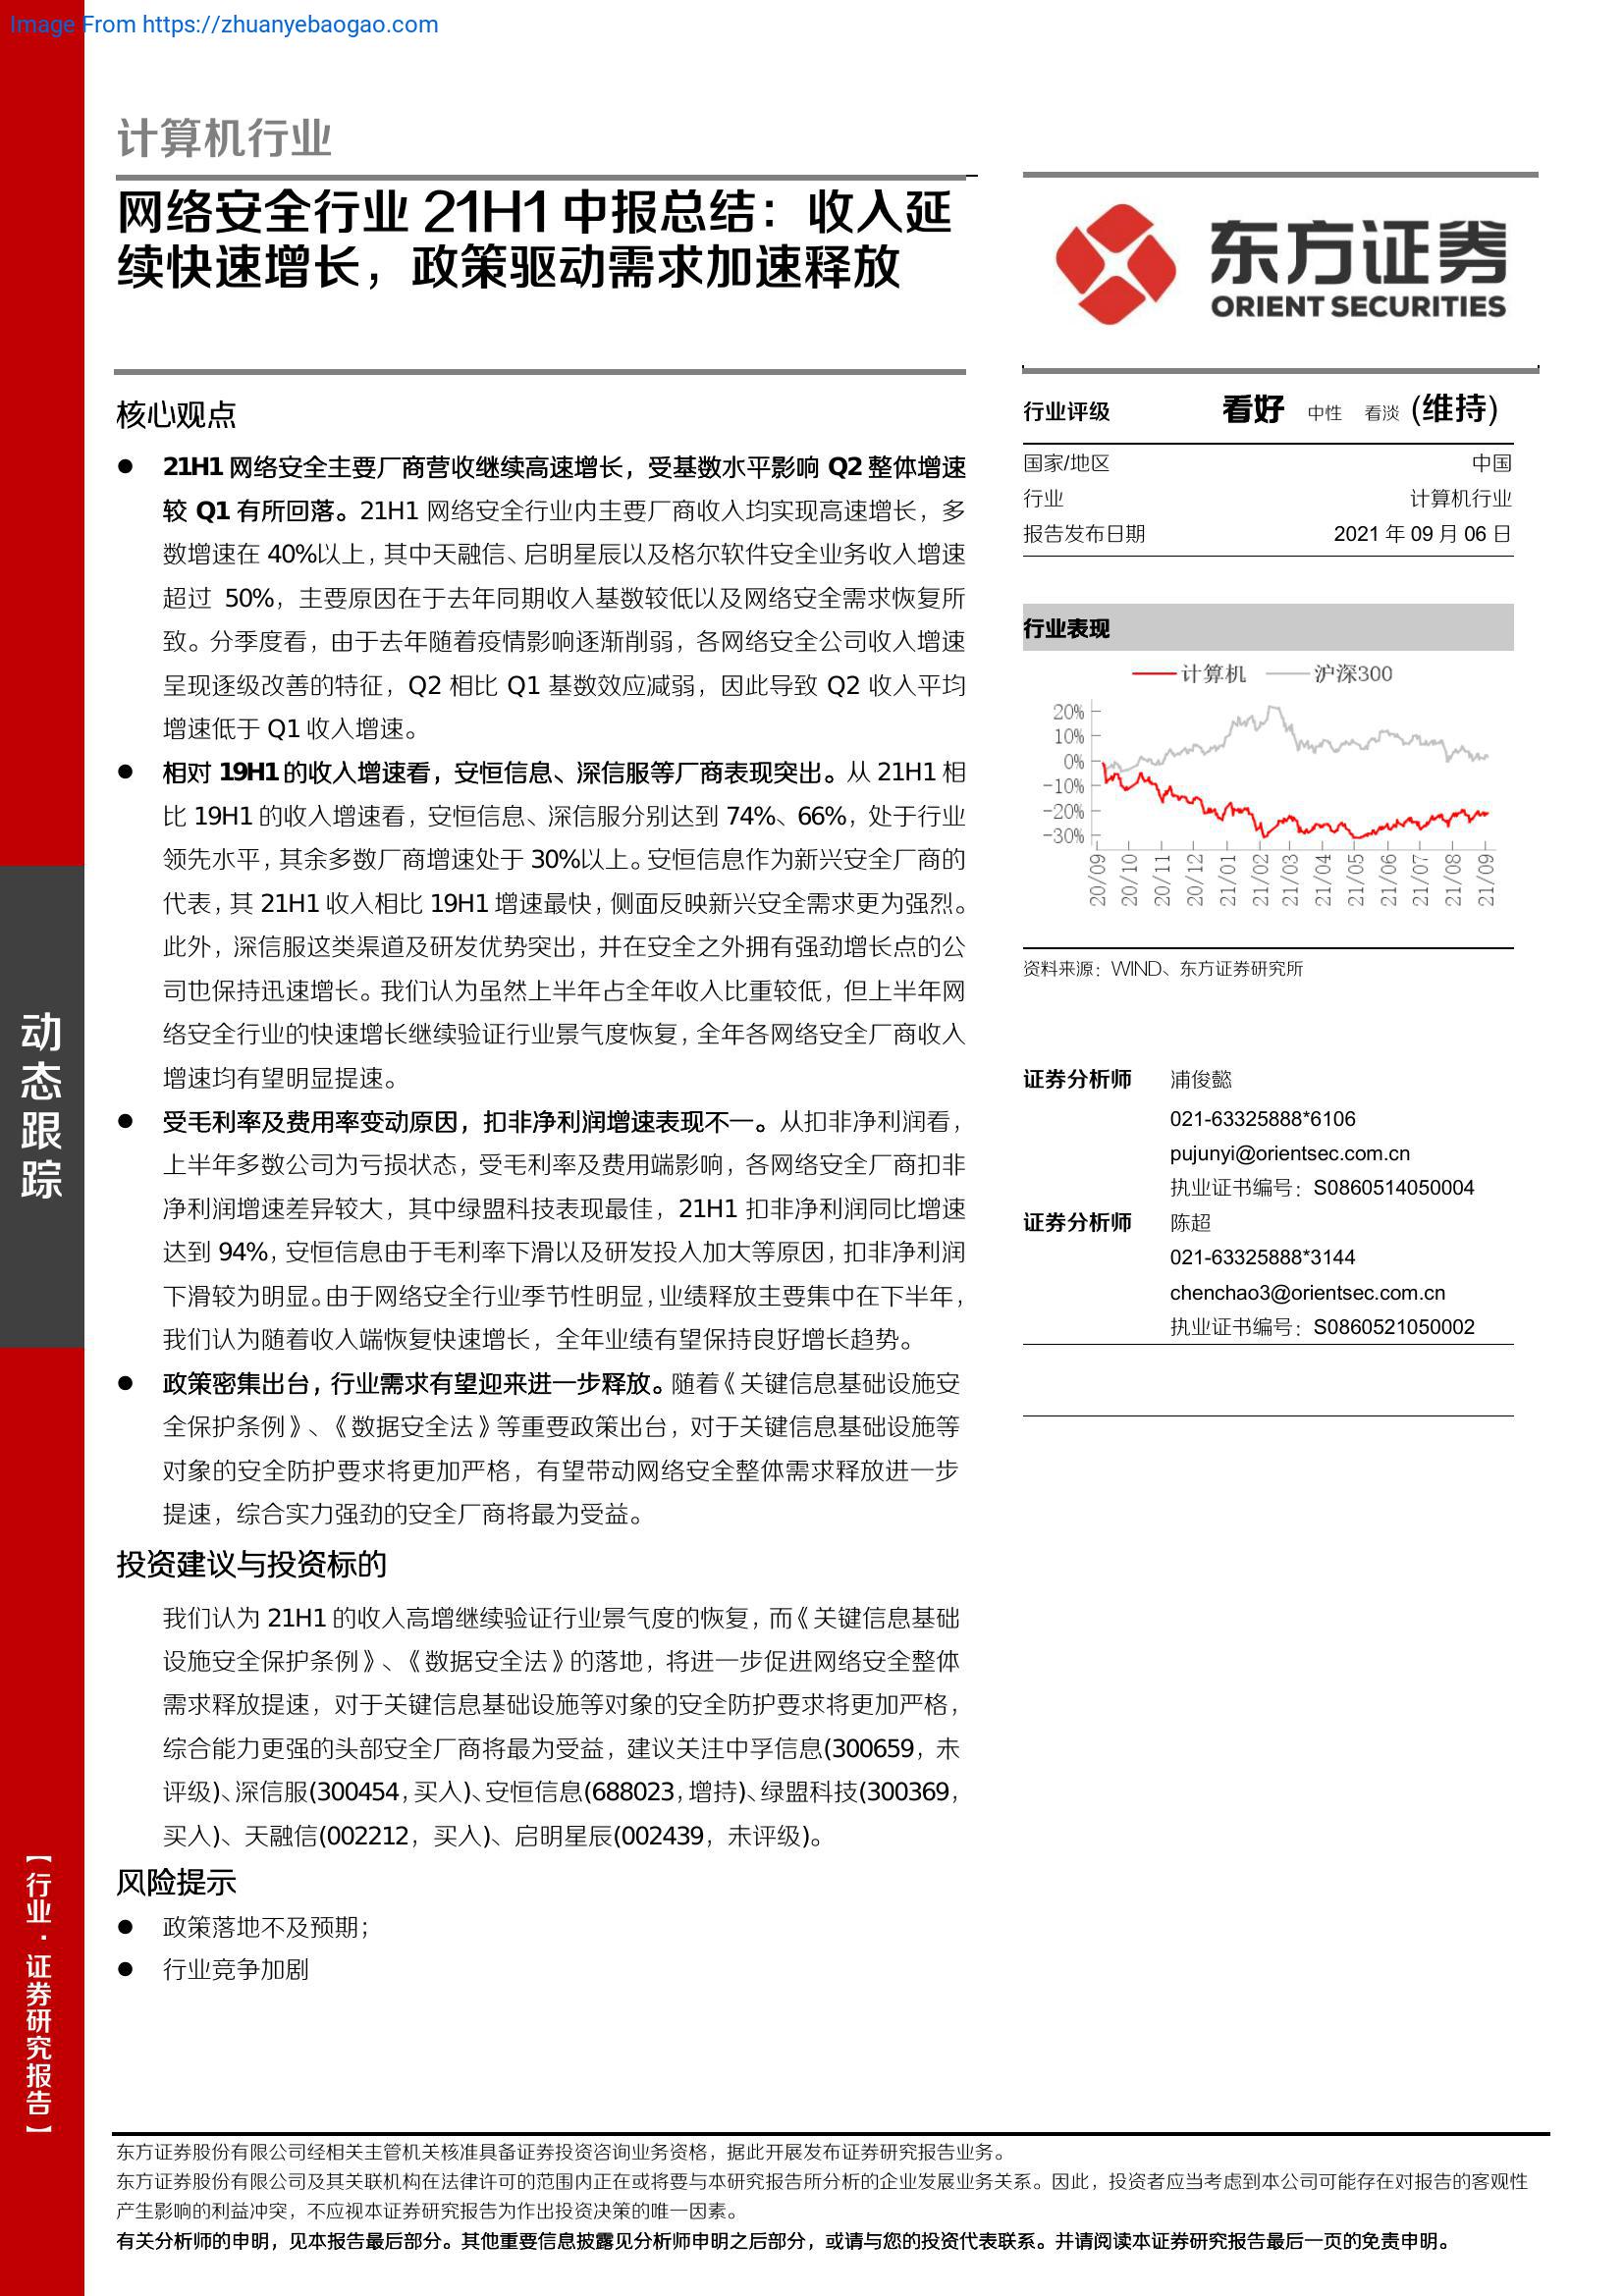 Image From https://zhuanyebaogao.com
计算机行业
网络安全行业 21H1 中报总结：收入延
续快速增长，政策驱动需求加速释放
核心观点
● 21H1 网络安全主要厂商营收继续高速增长，受基数水平影响 Q2 整体增速
较 Q1 有所回落。21H1 网络安全行业内主要厂商收入均实现高速增长，多
数增速在 40%以上，其中天融信、启明星辰以及格尔软件安全业务收入增速
超过 50%，主要原因在于去年同期收入基数较低以及网络安全需求恢复所
致。分季度看，由于去年随着疫情影响逐渐削弱，各网络安全公司收入增速
呈现逐级改善的特征，Q2 相比 Q1 基数效应减弱，因此导致 Q2 收入平均
增速低于 Q1 收入增速。
● 相对 19H1 的收入增速看，安恒信息、深信服等厂商表现突出。从 21H1 相
比 19H1 的收入增速看，安恒信息、深信服分别达到 74%、66%，处于行业
领先水平，其余多数厂商增速处于 30%以上。安恒信息作为新兴安全厂商的
代表，其 21H1 收入相比 19H1 增速最快，侧面反映新兴安全需求更为强烈。
此外，深信服这类渠道及研发优势突出，并在安全之外拥有强劲增长点的公
司也保持迅速增长。我们认为虽然上半年占全年收入比重较低，但上半年网
络安全行业的快速增长继续验证行业景气度恢复，全年各网络安全厂商收入
增速均有望明显提速。
● 受毛利率及费用率变动原因，扣非净利润增速表现不一。从扣非净利润看，
上半年多数公司为亏损状态，受毛利率及费用端影响，各网络安全厂商扣非
净利润增速差异较大，其中绿盟科技表现最佳，21H1 扣非净利润同比增速
达到 94%，安恒信息由于毛利率下滑以及研发投入加大等原因，扣非净利润
下滑较为明显。由于网络安全行业季节性明显，业绩释放主要集中在下半年，
我们认为随着收入端恢复快速增长，全年业绩有望保持良好增长趋势。
● 政策密集出台，行业需求有望迎来进一步释放。随着《关键信息基础设施安
全保护条例》、《数据安全法》等重要政策出台，对于关键信息基础设施等
对象的安全防护要求将更加严格，有望带动网络安全整体需求释放进一步
提速，综合实力强劲的安全厂商将最为受益。
投资建议与投资标的
我们认为 21H1 的收入高增继续验证行业景气度的恢复，而《关键信息基础
设施安全保护条例》、《数据安全法》的落地，将进一步促进网络安全整体
需求释放提速，对于关键信息基础设施等对象的安全防护要求将更加严格，
综合能力更强的头部安全厂商将最为受益，建议关注中孚信息(300659，未
评级)、深信服(300454，买入)、安恒信息(688023，增持)、绿盟科技(300369，
买入)、天融信(002212，买入)、启明星辰(002439，未评级)。
风险提示
● 政策落地不及预期；
● 行业竞争加剧
东方证券
ORIENT SECURITIES
行业评级 看好 中性 看淡 (维持)
国家/地区 中国
行业 计算机行业
报告发布日期 2021 年 09 月 06 日
行业表现
计算机 沪深300
20%
10%
0%
-10%
-20%
-30%
20/09 20/10 20/11 20/12 21/01 21/02 21/03 21/04 21/05 21/06 21/07 21/08 21/09
资料来源：WIND、东方证券研究所
证券分析师 浦俊懿
021-63325888*6106
pujunyi@orientsec.com.cn
执业证书编号：S0860514050004
证券分析师 陈超
021-63325888*3144
chenchao3@orientsec.com.cn
执业证书编号：S0860521050002
动态跟踪
【行业·证券研究报告】
东方证券股份有限公司经相关主管机关核准具备证券投资咨询业务资格，据此开展发布证券研究报告业务。
东方证券股份有限公司及其关联机构在法律许可的范围内正在或将要与本研究报告所分析的企业发展业务关系。因此，投资者应当考虑到本公司可能存在对报告的客观性
产生影响的利益冲突，不应视本证券研究报告为作出投资决策的唯一因素。
有关分析师的申明，见本报告最后部分。其他重要信息披露见分析师申明之后部分，或请与您的投资代表联系。并请阅读本证券研究报告最后一页的免责申明。